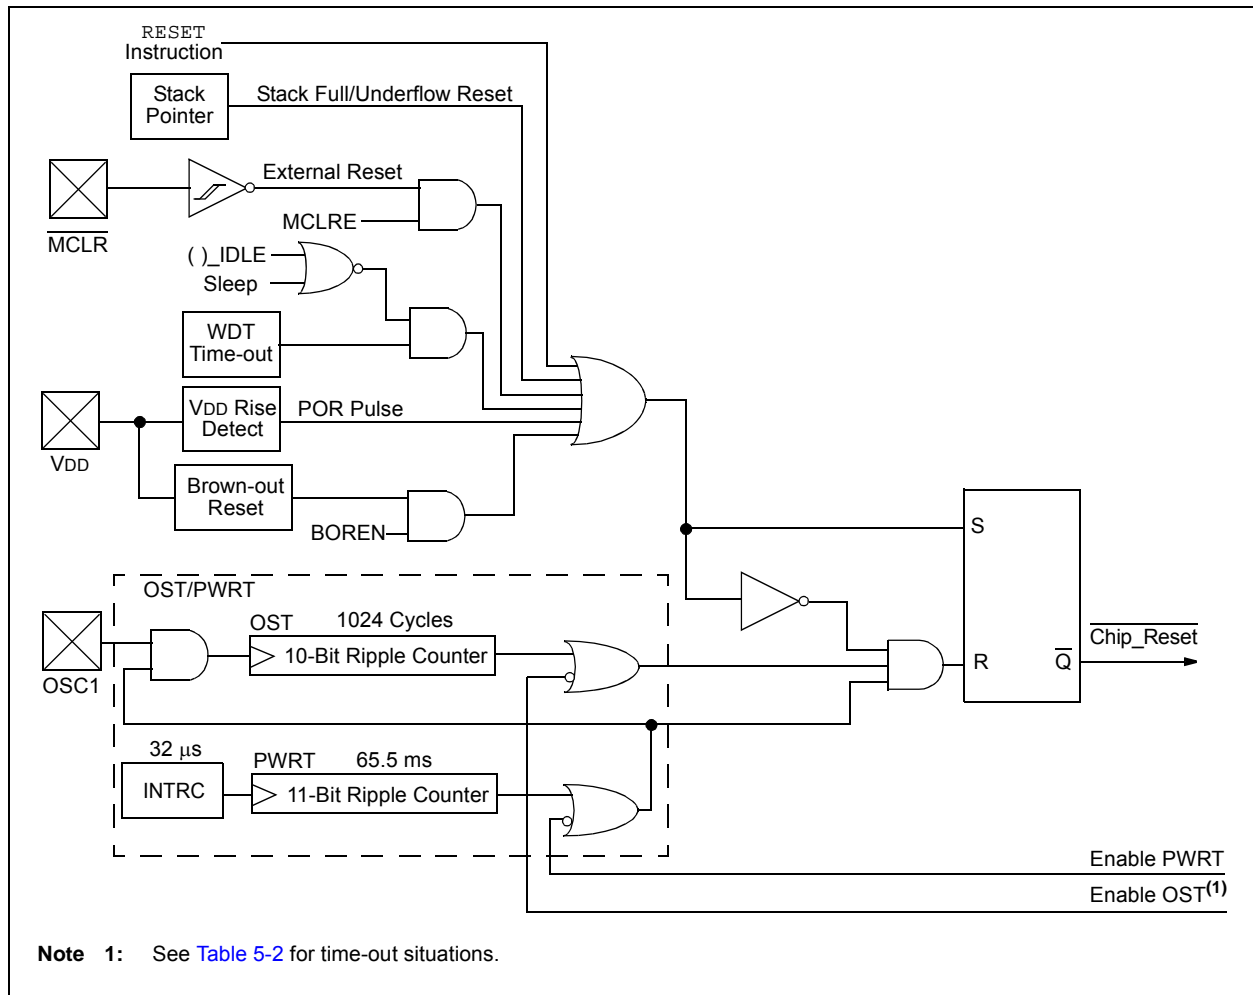 RESET
Instruction
Stack
Pointer
Stack Full/Underflow Reset
External Reset
MCLRE
MCLR
( )_IDLE
Sleep
WDT
Time-out
VDD Rise
Detect
POR Pulse
VDD
Brown-out
Reset
BOREN
S
OST/PWRT
OST
1024 Cycles
10-Bit Ripple Counter
OSC1
R
Q
Chip_Reset
32 μs
INTRC
PWRT
65.5 ms
11-Bit Ripple Counter
Enable PWRT
Enable OST(1)
Note 1: See Table 5-2 for time-out situations.